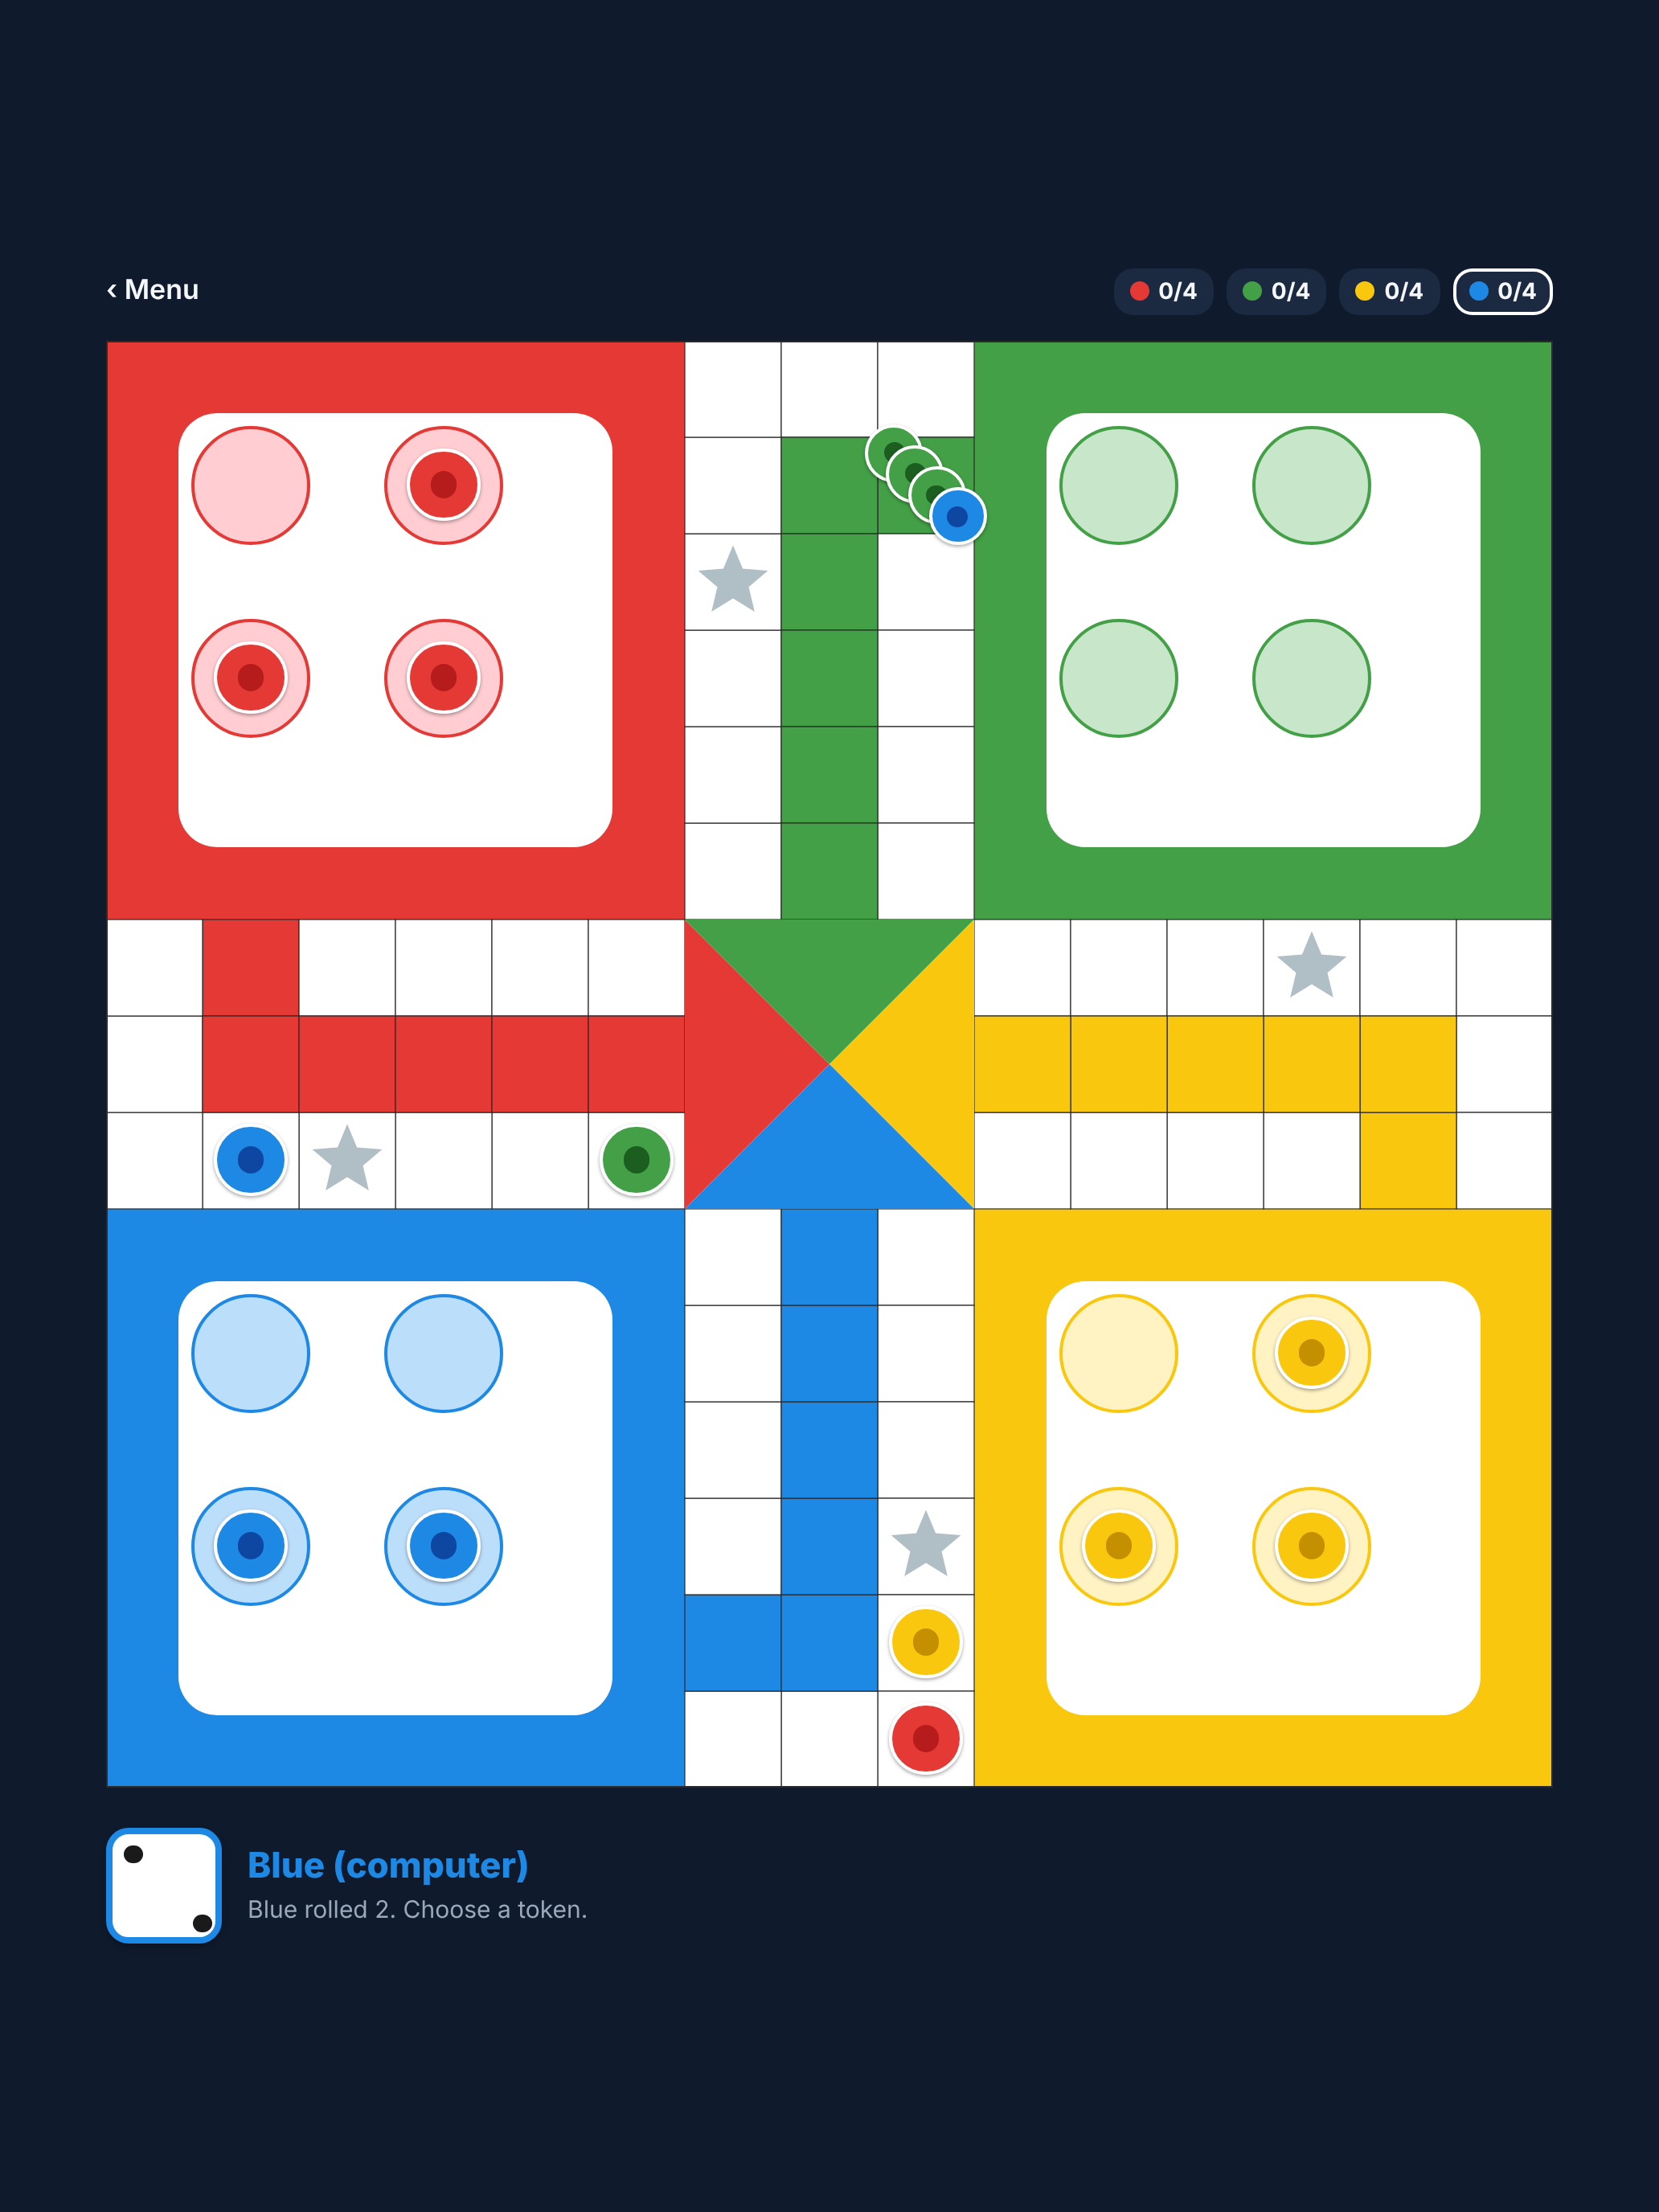 ‹ Menu
0/4 0/4 0/4 0/4
Blue (computer)
Blue rolled 2. Choose a token.